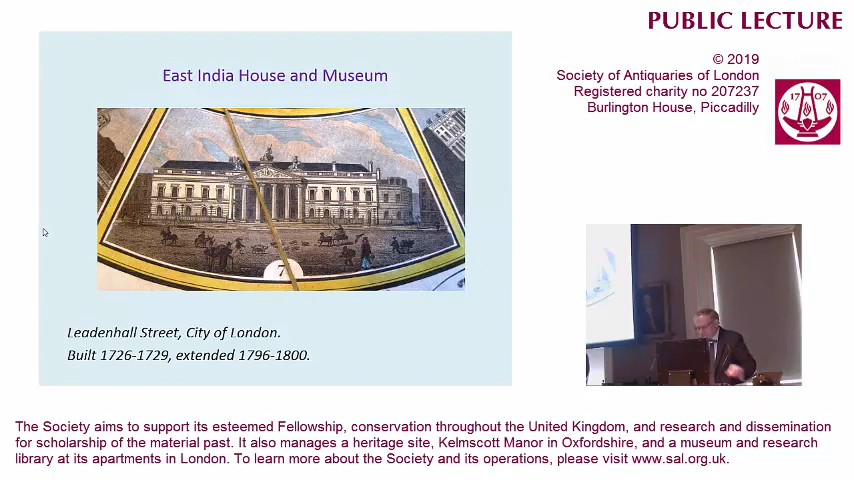 PUBLIC LECTURE
© 2019
Society of Antiquaries of London
Registered charity no 207237
Burlington House, Piccadilly
1707
East India House and Museum
7
Leadenhall Street, City of London.
Built 1726-1729, extended 1796-1800.
The Society aims to support its esteemed Fellowship, conservation throughout the United Kingdom, and research and dissemination
for scholarship of the material past. It also manages a heritage site, Kelmscott Manor in Oxfordshire, and a museum and research
library at its apartments in London. To learn more about the Society and its operations, please visit www.sal.org.uk.